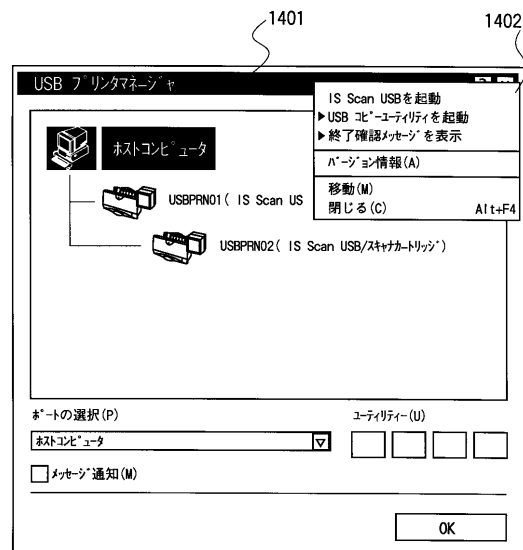 1401
1402
USB プリンタマネージャ
IS Scan USBを起動
▶USB コピーユーティリティを起動
▶終了確認メッセージを表示
バージョン情報(A)
移動(M)
閉じる(C) Alt+F4
ホストコンピュータ
USBPRN01( IS Scan US
USBPRN02( IS Scan USB/スキャナカートリッジ)
ポートの選択(P)
ユーティリティー(U)
ホストコンピュータ
メッセージ通知(M)
OK